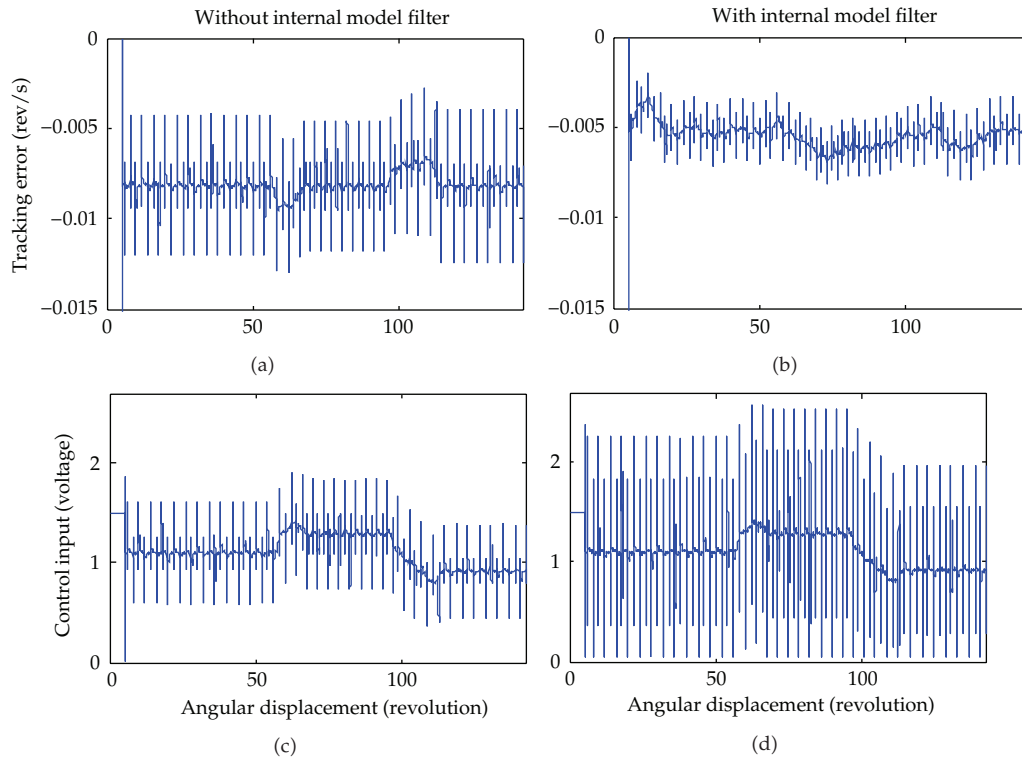 Without internal model filter
With internal model filter
Tracking error (rev/s)
0
−0.005
−0.01
−0.015
0
50
100
(a)
0
−0.005
−0.01
−0.015
0
50
100
(b)
Control input (voltage)
2
1
0
0
50
100
Angular displacement (revolution)
(c)
2
1
0
0
50
100
Angular displacement (revolution)
(d)